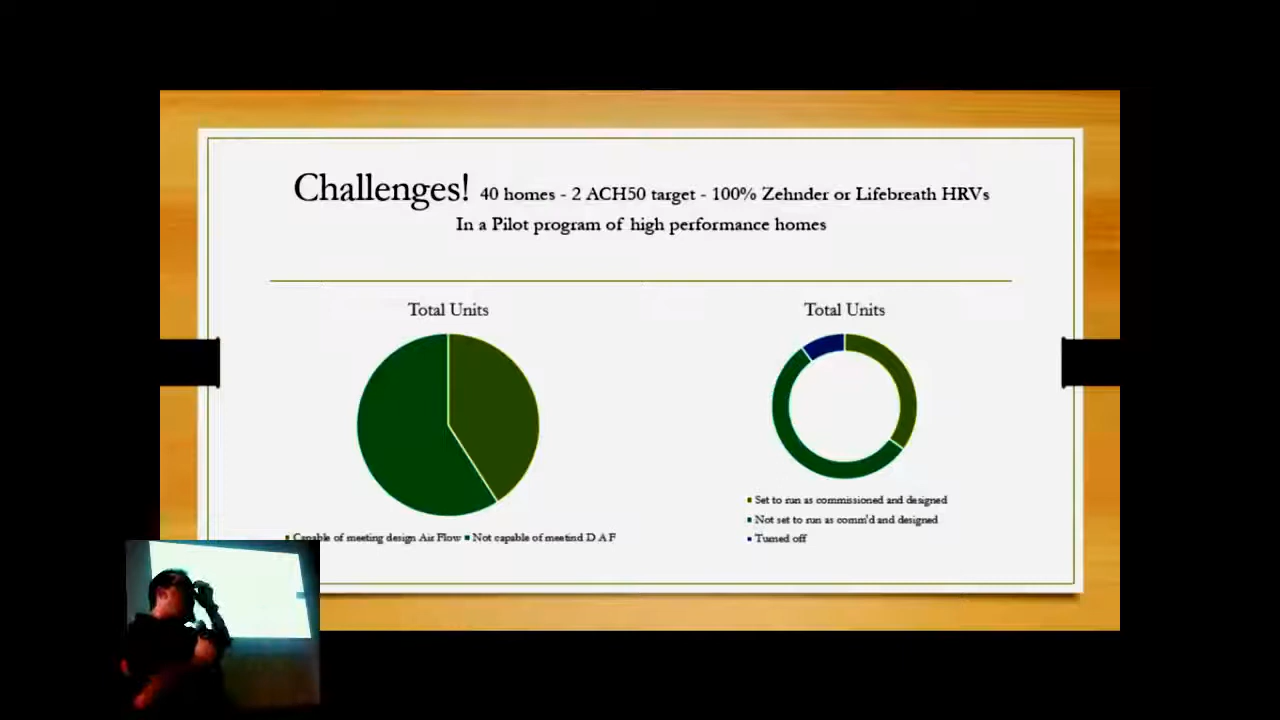 Challenges! 40 homes - 2 ACH50 target - 100% Zehnder or Lifebreath HRVs
In a Pilot program of high performance homes
Total Units
Capable of meeting design Air Flow Not capable of meetind D A F
Total Units
Set to run as commissioned and designed
Not set to run as comm'd and designed
Turned off